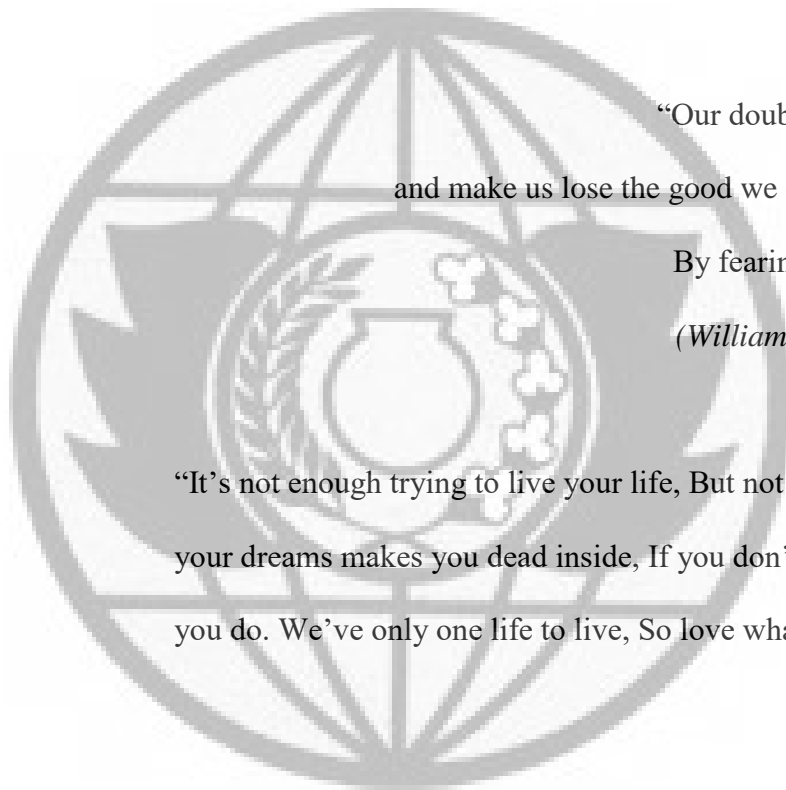 “Our doub
and make us lose the good we
By fearin
(William
“It’s not enough trying to live your life, But not
your dreams makes you dead inside, If you don’
you do. We’ve only one life to live, So love wha